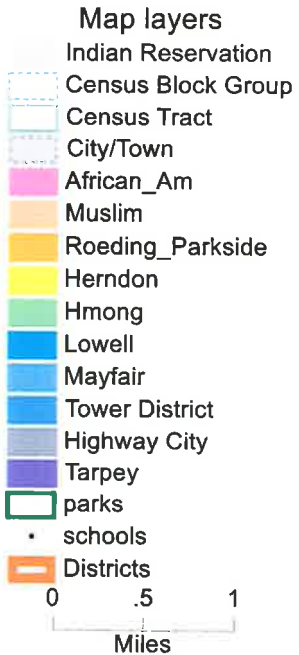 Map layers
Indian Reservation
Census Block Group
Census Tract
City/Town
African_Am
Muslim
Roeding_Parkside
Herndon
Hmong
Lowell
Mayfair
Tower District
Highway City
Tarpey
parks
schools
Districts
0 .5 1
Miles